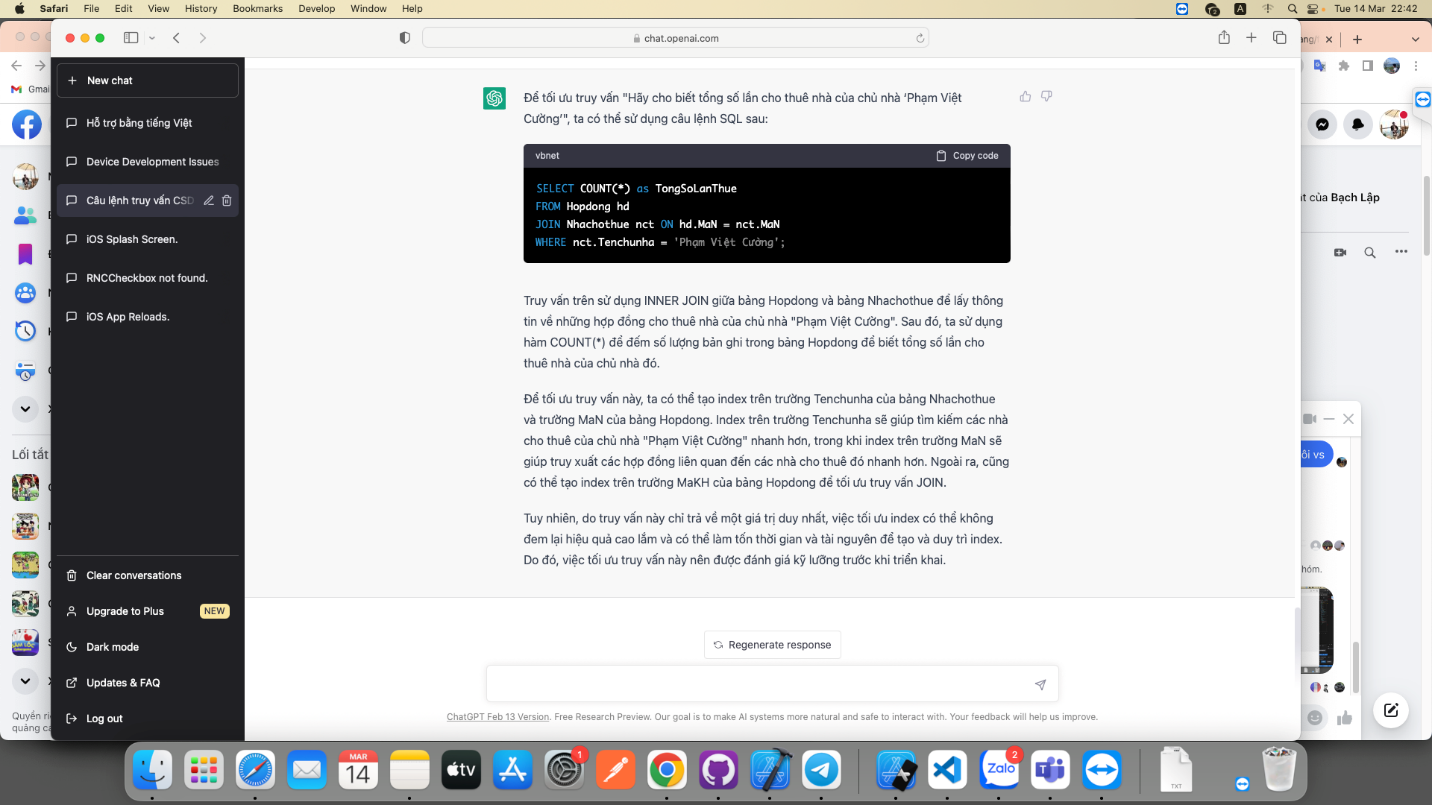 Safari File Edit View History Bookmarks Develop Window Help
A
Tue 14 Mar 22:42
chat.openai.com
New chat
Hỗ trợ bằng tiếng Việt
Device Development Issues
Câu lệnh truy vấn CSD
iOS Splash Screen.
RNCCheckbox not found.
iOS App Reloads.
Clear conversations
Upgrade to Plus NEW
Dark mode
Updates & FAQ
Log out
Để tối ưu truy vấn "Hãy cho biết tổng số lần cho thuê nhà của chủ nhà ‘Phạm Việt
Cường’", ta có thể sử dụng câu lệnh SQL sau:
vbnet
Copy code
SELECT COUNT(*) as TongSoLanThue
FROM Hopdong hd
JOIN Nhachothue nct ON hd.MaN = nct.MaN
WHERE nct.Tenchunha = 'Phạm Việt Cường';
Truy vấn trên sử dụng INNER JOIN giữa bảng Hopdong và bảng Nhachothue để lấy thông
tin về những hợp đồng cho thuê nhà của chủ nhà "Phạm Việt Cường". Sau đó, ta sử dụng
hàm COUNT(*) để đếm số lượng bản ghi trong bảng Hopdong để biết tổng số lần cho
thuê nhà của chủ nhà đó.
Để tối ưu truy vấn này, ta có thể tạo index trên trường Tenchunha của bảng Nhachothue
và trường MaN của bảng Hopdong. Index trên trường Tenchunha sẽ giúp tìm kiếm các nhà
cho thuê của chủ nhà "Phạm Việt Cường" nhanh hơn, trong khi index trên trường MaN sẽ
giúp truy xuất các hợp đồng liên quan đến các nhà cho thuê đó nhanh hơn. Ngoài ra, cũng
có thể tạo index trên trường MaKH của bảng Hopdong để tối ưu truy vấn JOIN.
Tuy nhiên, do truy vấn này chỉ trả về một giá trị duy nhất, việc tối ưu index có thể không
đem lại hiệu quả cao lắm và có thể làm tốn thời gian và tài nguyên để tạo và duy trì index.
Do đó, việc tối ưu truy vấn này nên được đánh giá kỹ lưỡng trước khi triển khai.
Regenerate response
ChatGPT Feb 13 Version. Free Research Preview. Our goal is to make AI systems more natural and safe to interact with. Your feedback will help us improve.
Gmai
Lối tắt
Quyền ri
quảng cá
ang/
t của Bạch Lập
ôi vs
hóm.
tv
MAR
14
1
Zalo
2
TXT